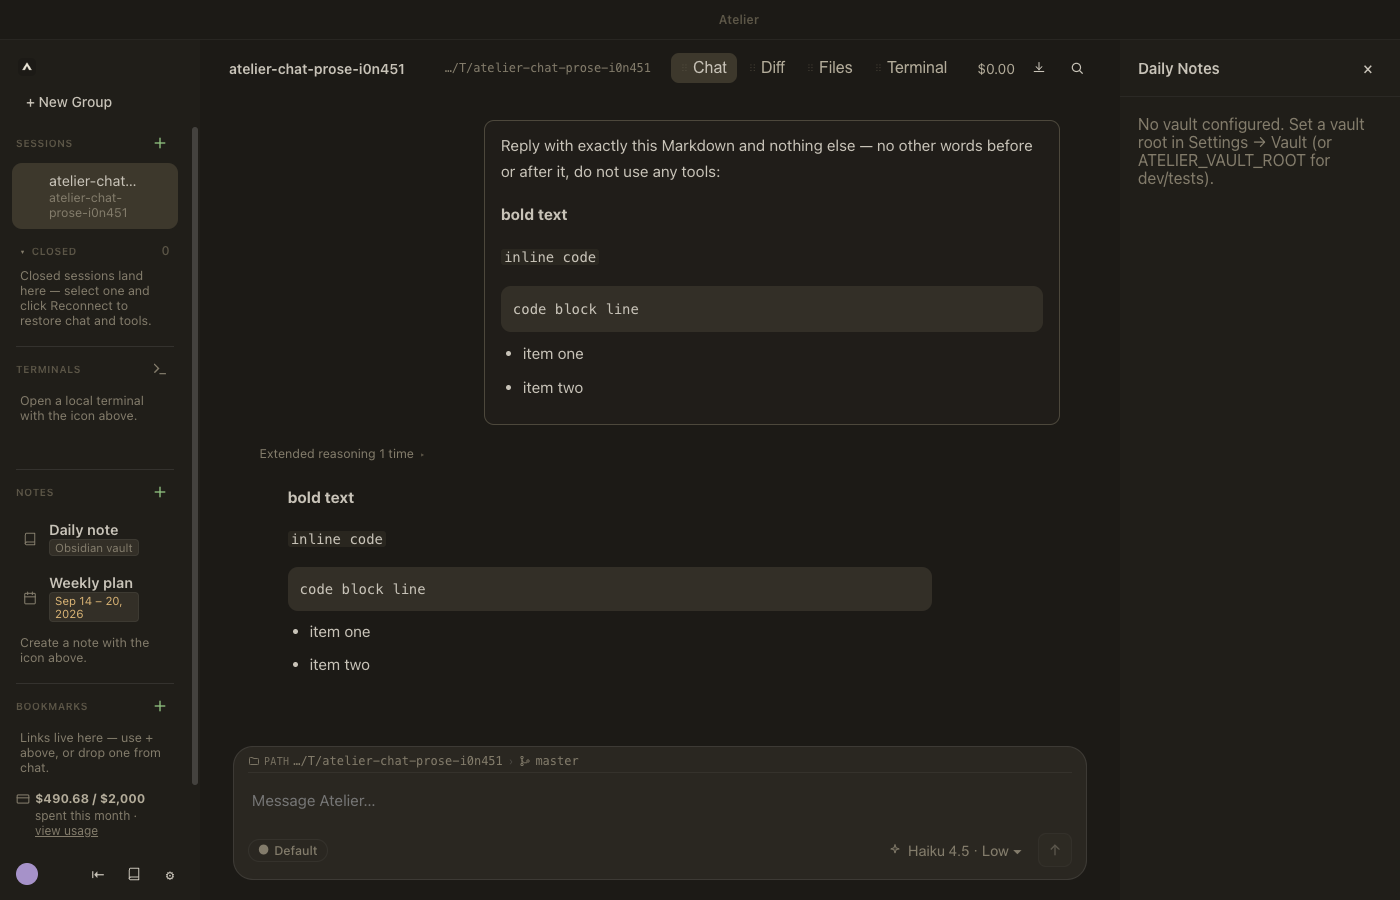 Atelier
+ New Group
SESSIONS
atelier-chat...
atelier-chat-
prose-i0n451
CLOSED 0
Closed sessions land
here — select one and
click Reconnect to
restore chat and tools.
TERMINALS
Open a local terminal
with the icon above.
NOTES
Daily note
Obsidian vault
Weekly plan
Sep 14 – 20,
2026
Create a note with the
icon above.
BOOKMARKS
Links live here — use +
above, or drop one from
chat.
$490.68 / $2,000
spent this month ·
view usage
atelier-chat-prose-i0n451 …/T/atelier-chat-prose-i0n451 Chat Diff Files Terminal $0.00
Reply with exactly this Markdown and nothing else — no other words before
or after it, do not use any tools:
bold text
inline code
code block line
• item one
• item two
Extended reasoning 1 time
bold text
inline code
code block line
• item one
• item two
PATH …/T/atelier-chat-prose-i0n451 › master
Message Atelier...
Default Haiku 4.5 · Low
Daily Notes ×
No vault configured. Set a vault
root in Settings → Vault (or
ATELIER_VAULT_ROOT for
dev/tests).